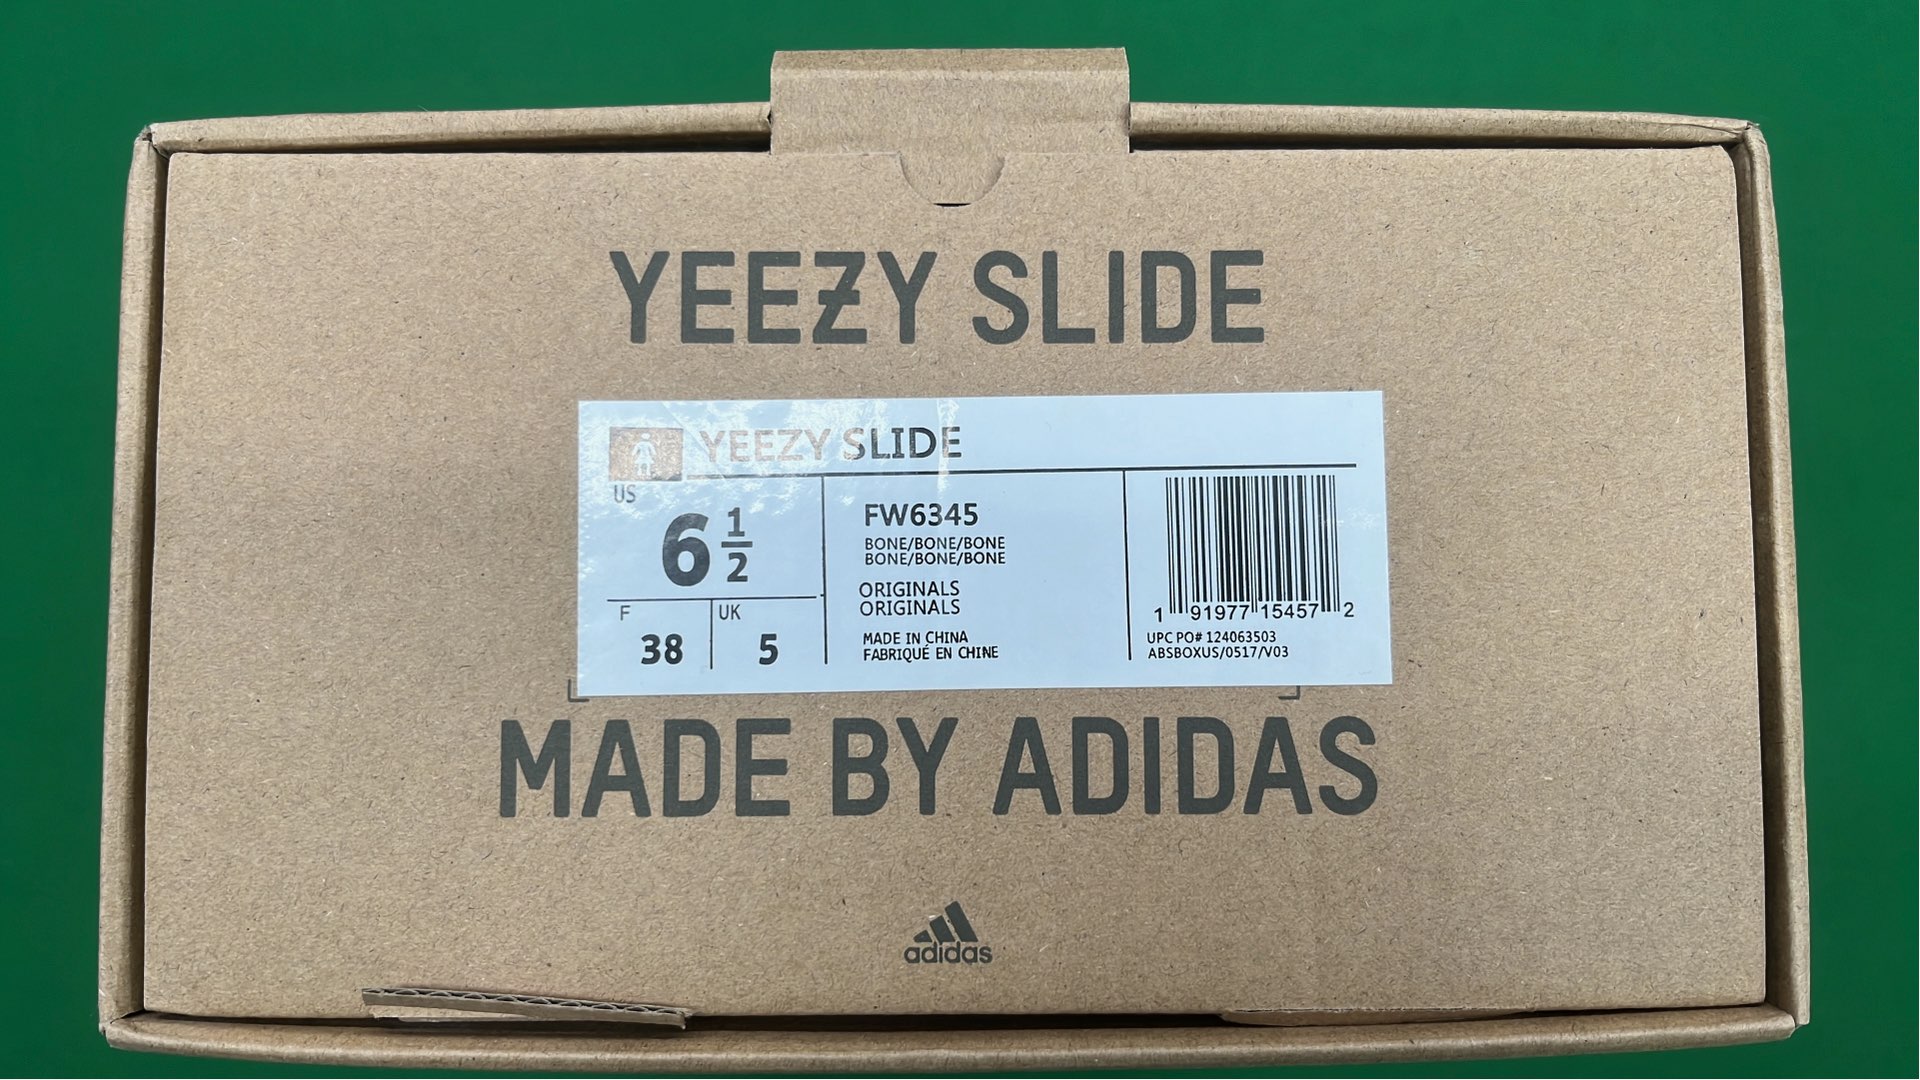 YEEZY SLIDE
YEEZY SLIDE
US
6 1/2
F
38
UK
5
FW6345
BONE/BONE/BONE
BONE/BONE/BONE
ORIGINALS
ORIGINALS
MADE IN CHINA
FABRIQUÉ EN CHINE
1 91977 15457 2
UPC PO# 124063503
ABSBOXUS/0517/V03
MADE BY ADIDAS
adidas